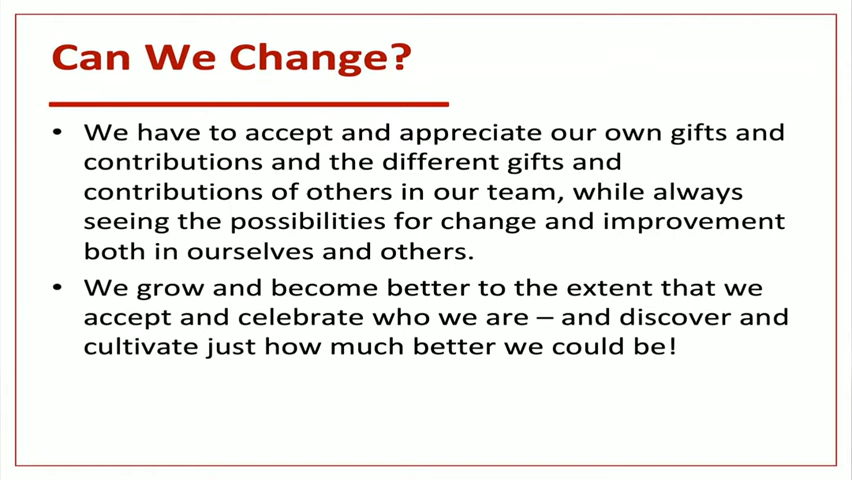 Can We Change?
• We have to accept and appreciate our own gifts and
contributions and the different gifts and
contributions of others in our team, while always
seeing the possibilities for change and improvement
both in ourselves and others.
• We grow and become better to the extent that we
accept and celebrate who we are – and discover and
cultivate just how much better we could be!